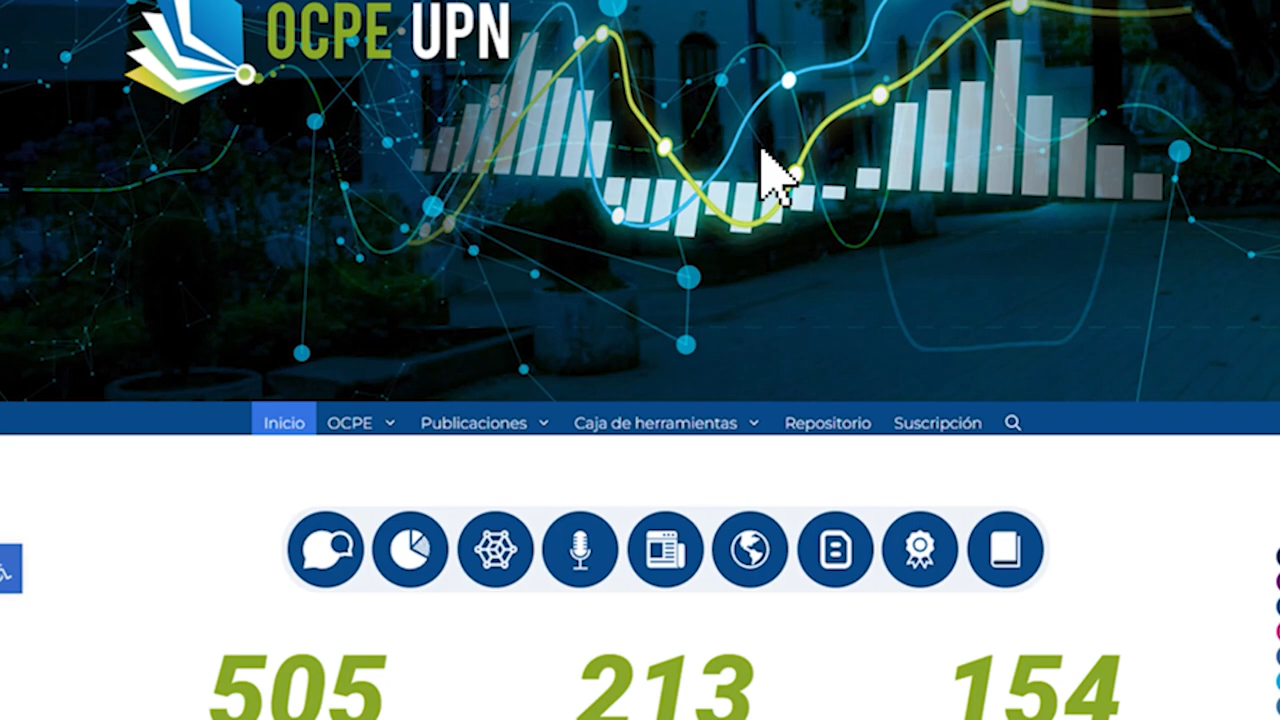 OCPE UPN
Inicio OCPE Publicaciones Caja de herramientas Repositorio Suscripción
505 213 154